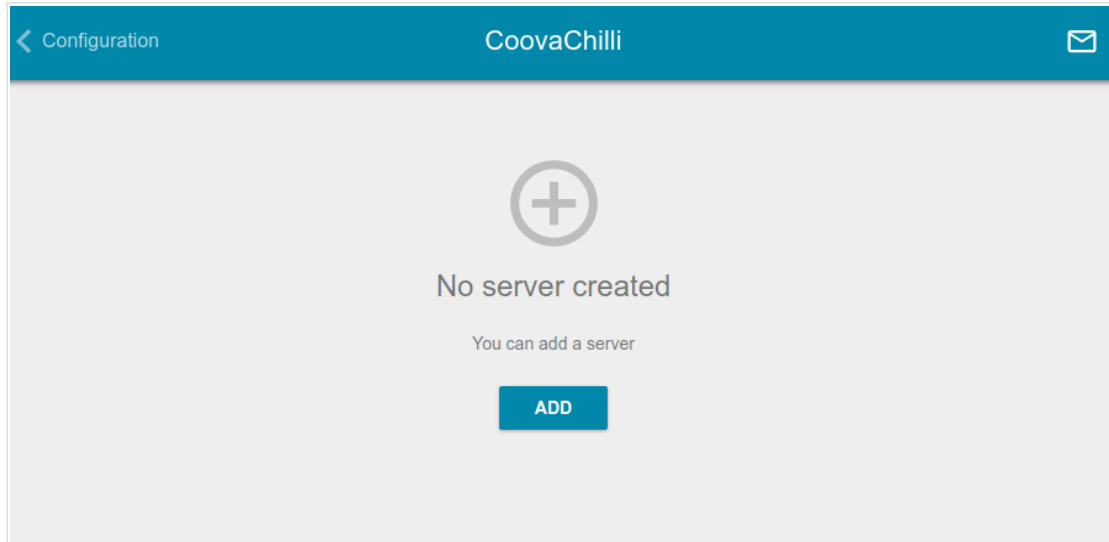 Configuration
CoovaChilli
No server created
You can add a server
ADD